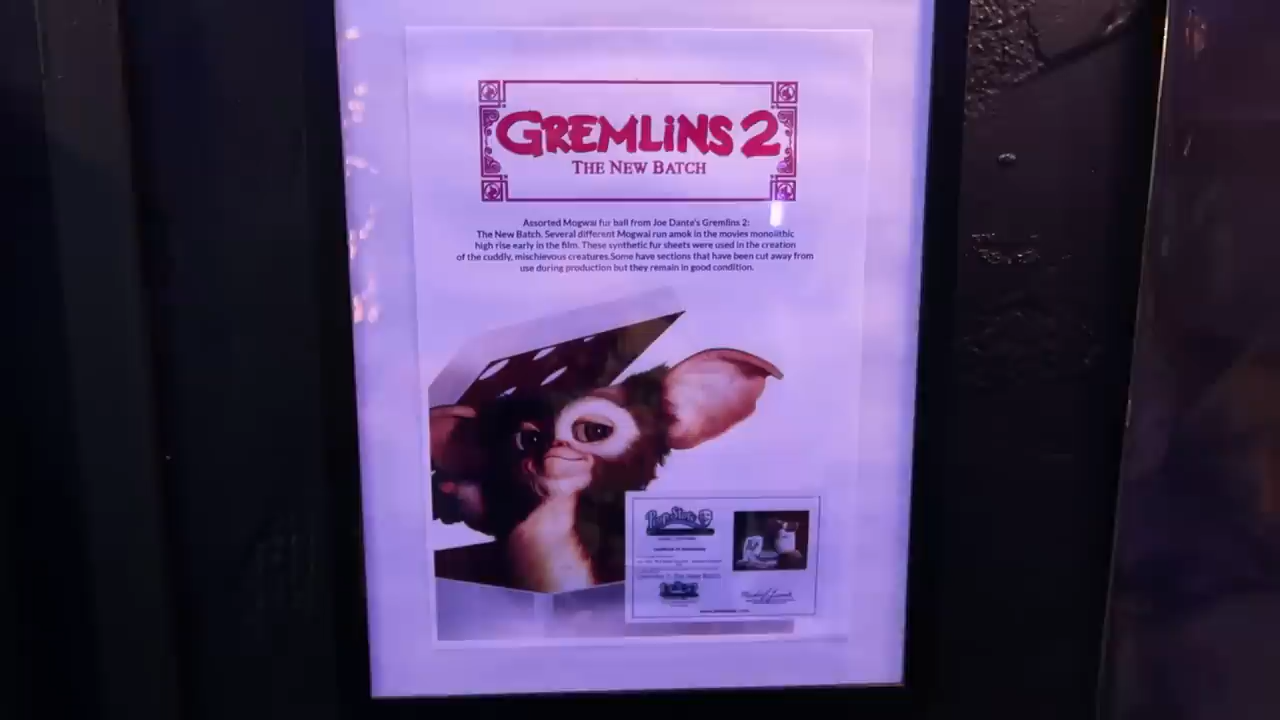 GREMLINS 2
THE NEW BATCH
Assorted Mogwai fur ball from Joe Dante's Gremlins 2:
The New Batch. Several different Mogwai run amok in the movies monolithic
high rise early in the film. These synthetic fur sheets were used in the creation
of the cuddly, mischievous creatures.Some have sections that have been cut away from
use during production but they remain in good condition.